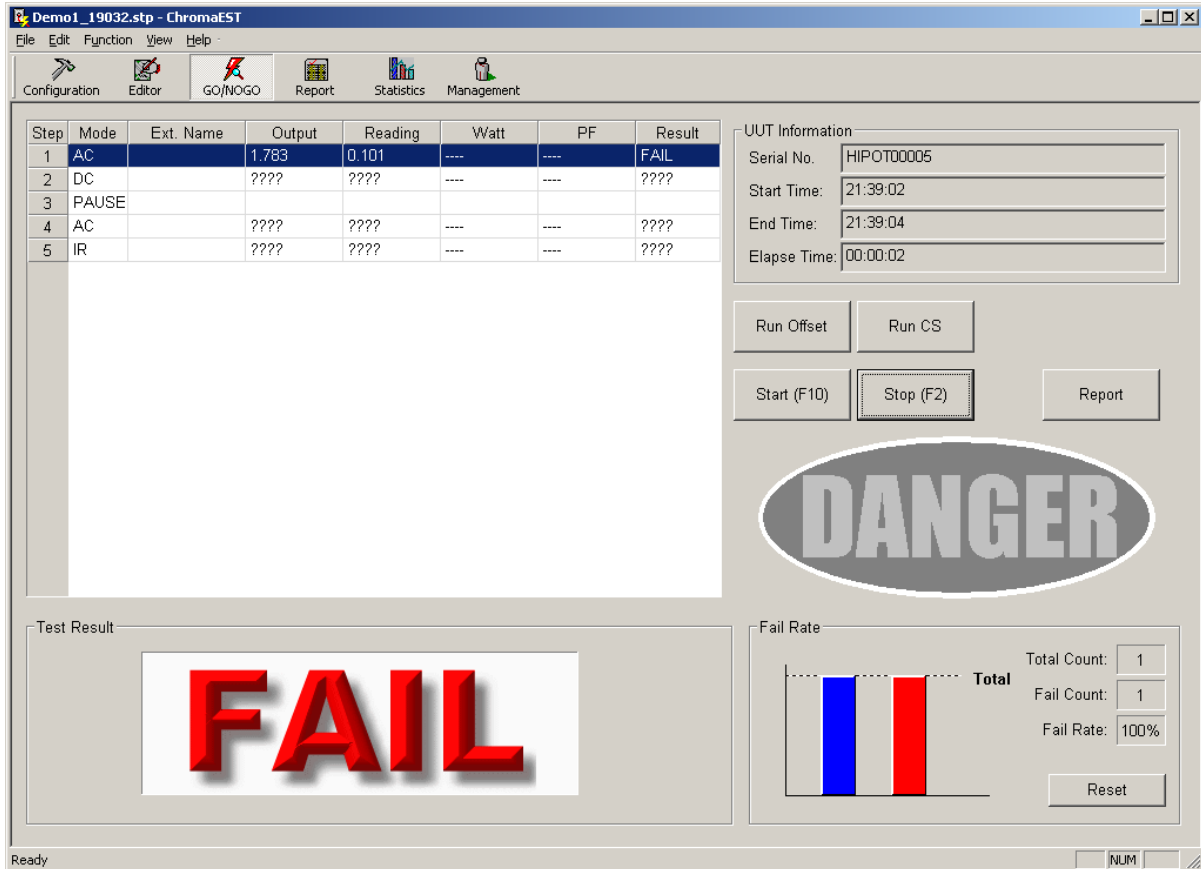 Demo1_19032.stp - ChromaEST
File Edit Function View Help
Configuration Editor GO/NOGO Report Statistics Management
Step Mode Ext. Name Output Reading Watt PF Result
1 AC 1.783 0.101 ---- ---- FAIL
2 DC ???? ???? ---- ---- ????
3 PAUSE
4 AC ???? ???? ---- ---- ????
5 IR ???? ???? ---- ---- ????
UUT Information
Serial No. HIPOT00005
Start Time: 21:39:02
End Time: 21:39:04
Elapse Time: 00:00:02
Run Offset Run CS
Start (F10) Stop (F2) Report
DANGER
Test Result
FAIL
Fail Rate
Total
Total Count: 1
Fail Count: 1
Fail Rate: 100%
Reset
Ready
NUM